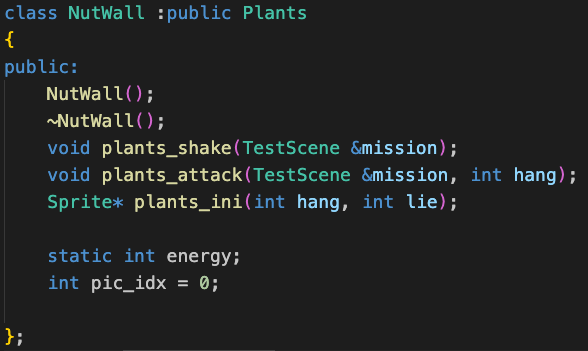 class NutWall :public Plants
{
public:
    NutWall();
    ~NutWall();
    void plants_shake(TestScene &mission);
    void plants_attack(TestScene &mission, int hang);
    Sprite* plants_ini(int hang, int lie);
    static int energy;
    int pic_idx = 0;
};